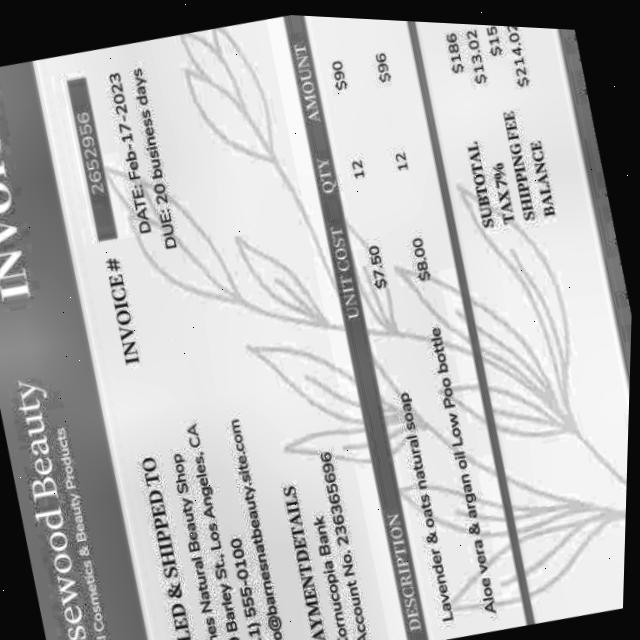 sewood Beauty
Cosmetics & Beauty Products
INVOI
INVOICE # 2652956
DATE: Feb-17-2023
DUE: 20 business days
LED & SHIPPED TO
nes Natural Beauty Shop
Barley St., Los Angeles, CA
1) 555-0100
o@barnesnatbeauty.site.com
AYMENTDETAILS
ornucopia Bank
Account No. 236365696
DESCRIPTION UNIT COST QTY AMOUNT
Lavender & oats natural soap $7.50 12 $90
Aloe vera & argan oil Low Poo bottle $8.00 12 $96
SUBTOTAL $186
TAX 7% $13.02
SHIPPING FEE $15
BALANCE $214.02